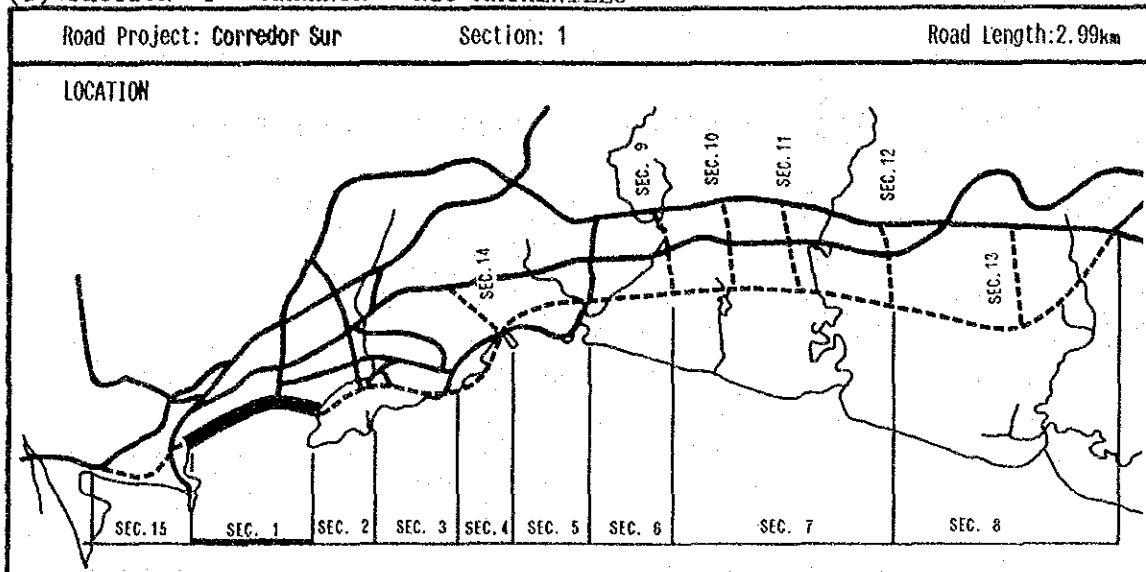 Road Project: Corredor Sur Section: 1 Road Length: 2.99km
LOCATION
SEC. 9
SEC. 10
SEC. 11
SEC. 12
SEC. 14
SEC. 13
SEC. 15 SEC. 1 SEC. 2 SEC. 3 SEC. 4 SEC. 5 SEC. 6 SEC. 7 SEC. 8